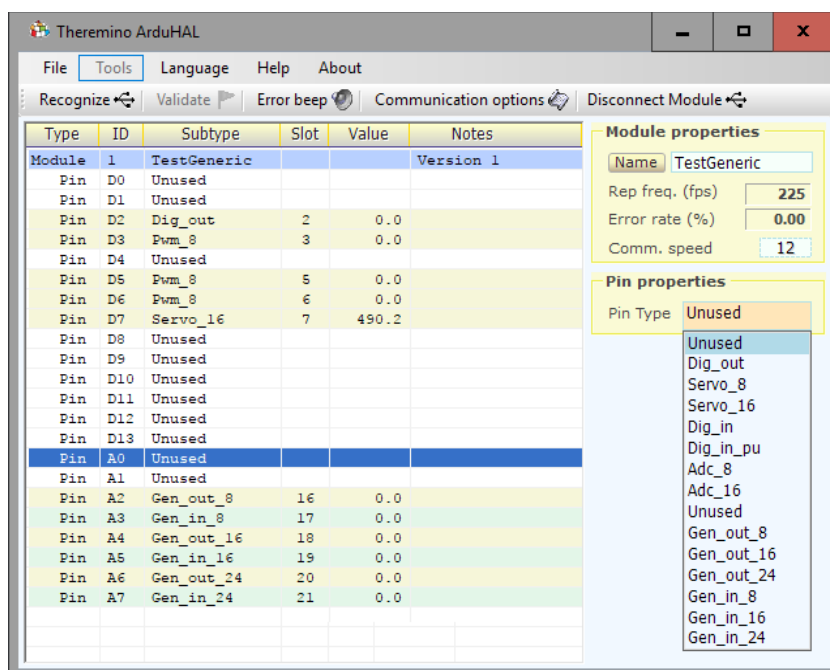 Theremino ArduHAL
File Tools Language Help About
Recognize Validate Error beep Communication options Disconnect Module
Type ID Subtype Slot Value Notes
Module 1 TestGeneric Version 1
Pin D0 Unused
Pin D1 Unused
Pin D2 Dig_out 2 0.0
Pin D3 Pwm_8 3 0.0
Pin D4 Unused
Pin D5 Pwm_8 5 0.0
Pin D6 Pwm_8 6 0.0
Pin D7 Servo_16 7 490.2
Pin D8 Unused
Pin D9 Unused
Pin D10 Unused
Pin D11 Unused
Pin D12 Unused
Pin D13 Unused
Pin A0 Unused
Pin A1 Unused
Pin A2 Gen_out_8 16 0.0
Pin A3 Gen_in_8 17 0.0
Pin A4 Gen_out_16 18 0.0
Pin A5 Gen_in_16 19 0.0
Pin A6 Gen_out_24 20 0.0
Pin A7 Gen_in_24 21 0.0
Module properties
Name TestGeneric
Rep freq. (fps) 225
Error rate (%) 0.00
Comm. speed 12
Pin properties
Pin Type Unused
Unused
Dig_out
Servo_8
Servo_16
Dig_in
Dig_in_pu
Adc_8
Adc_16
Unused
Gen_out_8
Gen_out_16
Gen_out_24
Gen_in_8
Gen_in_16
Gen_in_24